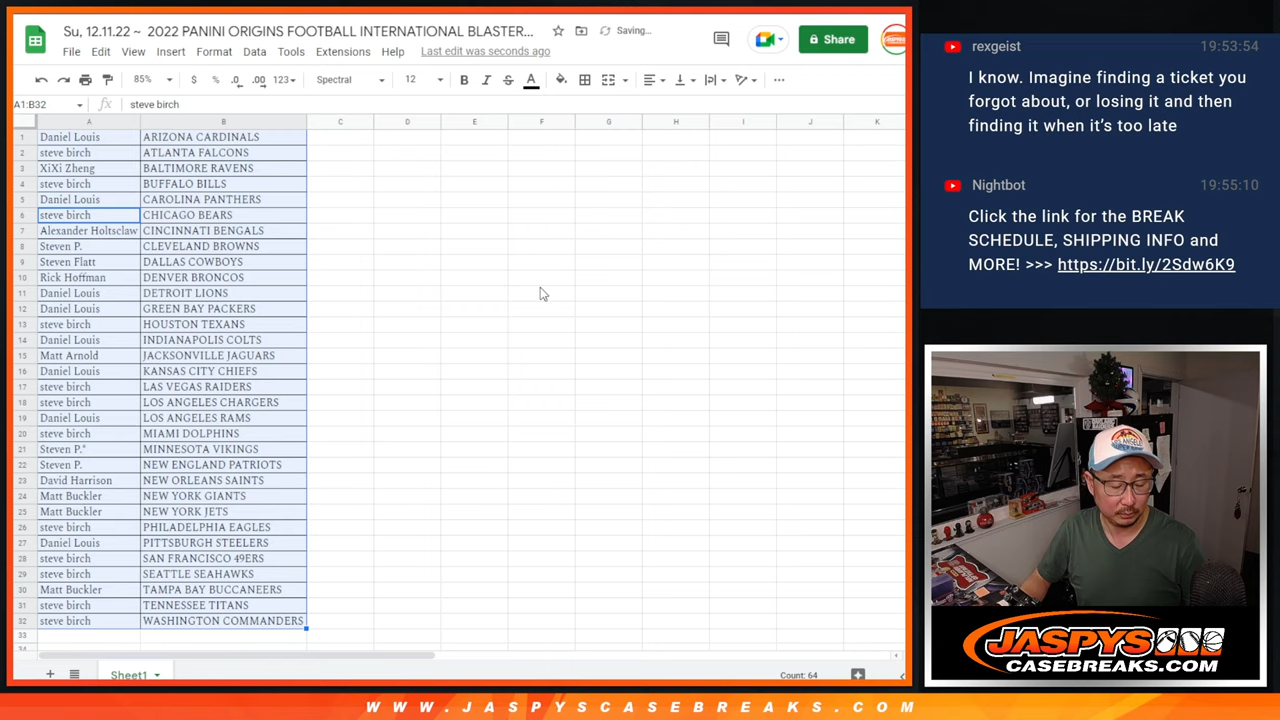 Su, 12.11.22 ~ 2022 PANINI ORIGINS FOOTBALL INTERNATIONAL BLASTER...
Saving...
Share
File Edit View Insert Format Data Tools Extensions Help Last edit was seconds ago
85% $ % .0 .00 123 Spectral 12 B I S A
A1:B32 fx steve birch
A B C D E F G H I J K
1 Daniel Louis ARIZONA CARDINALS
2 steve birch ATLANTA FALCONS
3 XiXi Zheng BALTIMORE RAVENS
4 steve birch BUFFALO BILLS
5 Daniel Louis CAROLINA PANTHERS
6 steve birch CHICAGO BEARS
7 Alexander Holtsclaw CINCINNATI BENGALS
8 Steven P. CLEVELAND BROWNS
9 Steven Flatt DALLAS COWBOYS
10 Rick Hoffman DENVER BRONCOS
11 Daniel Louis DETROIT LIONS
12 Daniel Louis GREEN BAY PACKERS
13 steve birch HOUSTON TEXANS
14 Daniel Louis INDIANAPOLIS COLTS
15 Matt Arnold JACKSONVILLE JAGUARS
16 Daniel Louis KANSAS CITY CHIEFS
17 steve birch LAS VEGAS RAIDERS
18 steve birch LOS ANGELES CHARGERS
19 Daniel Louis LOS ANGELES RAMS
20 steve birch MIAMI DOLPHINS
21 Steven P.* MINNESOTA VIKINGS
22 Steven P. NEW ENGLAND PATRIOTS
23 David Harrison NEW ORLEANS SAINTS
24 Matt Buckler NEW YORK GIANTS
25 Matt Buckler NEW YORK JETS
26 steve birch PHILADELPHIA EAGLES
27 Daniel Louis PITTSBURGH STEELERS
28 steve birch SAN FRANCISCO 49ERS
29 steve birch SEATTLE SEAHAWKS
30 Matt Buckler TAMPA BAY BUCCANEERS
31 steve birch TENNESSEE TITANS
32 steve birch WASHINGTON COMMANDERS
33
Sheet1
Count: 64
rexgeist 19:53:54
I know. Imagine finding a ticket you
forgot about, or losing it and then
finding it when it's too late
Nightbot 19:55:10
Click the link for the BREAK
SCHEDULE, SHIPPING INFO and
MORE! >>> https://bit.ly/2Sdw6K9
JASPYS
CASEBREAKS.COM
WWW.JASPYSCASEBREAKS.COM